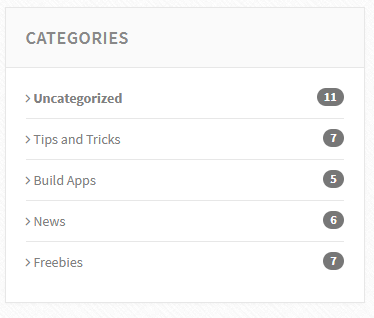 CATEGORIES
Uncategorized 11
Tips and Tricks 7
Build Apps 5
News 6
Freebies 7